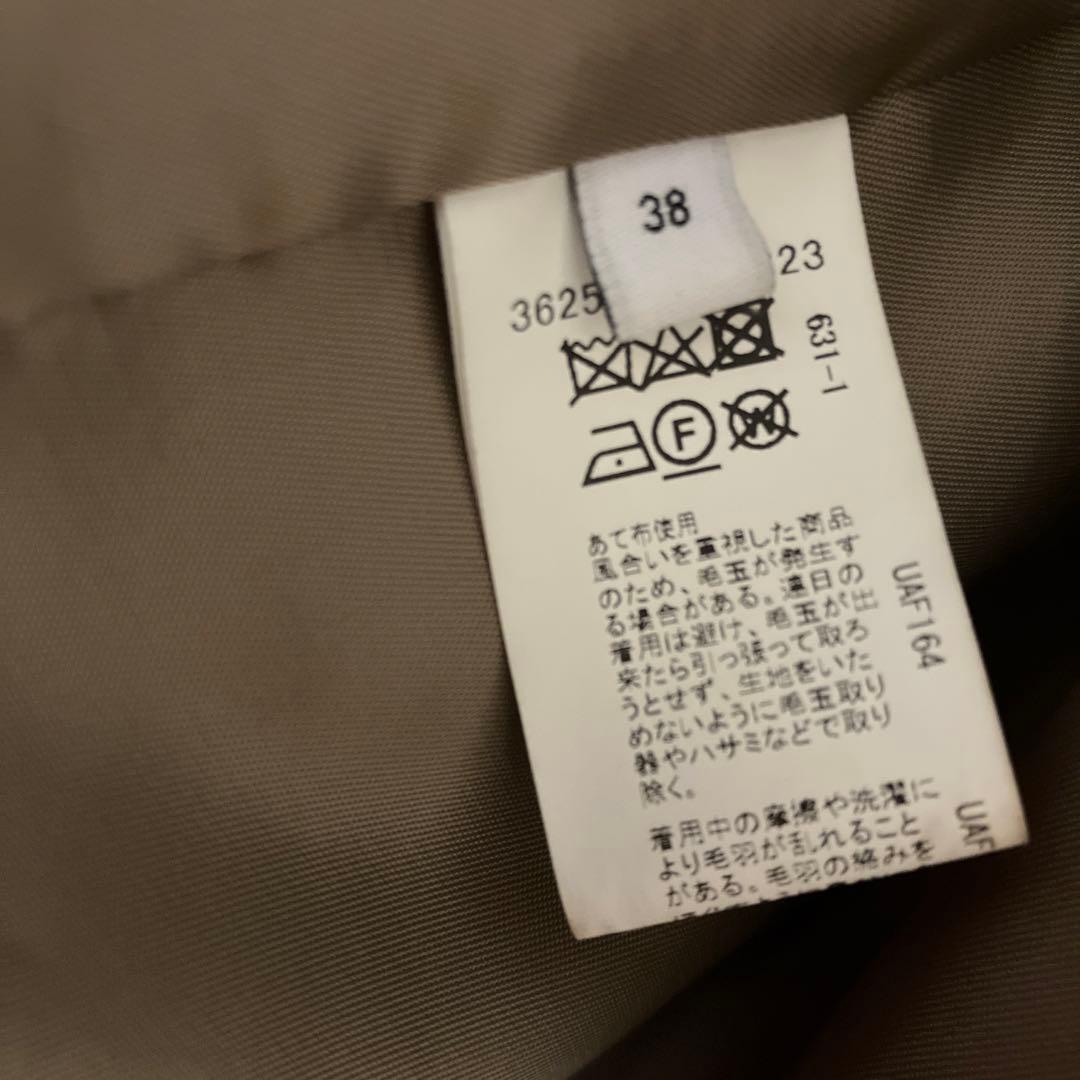 38
3625
23
631-1
F
W
あて布使用
風合いを重視した商品
のため、毛玉が発生す
る場合がある。連日の
着用は避け、毛玉が出
来たら引っ張って取ろ
うとせず、生地をいた
めないように毛玉取り
器やハサミなどで取り
除く。
着用中の摩擦や洗濯に
より毛羽が乱れること
がある。毛羽の絡みを
UAF164
UAF